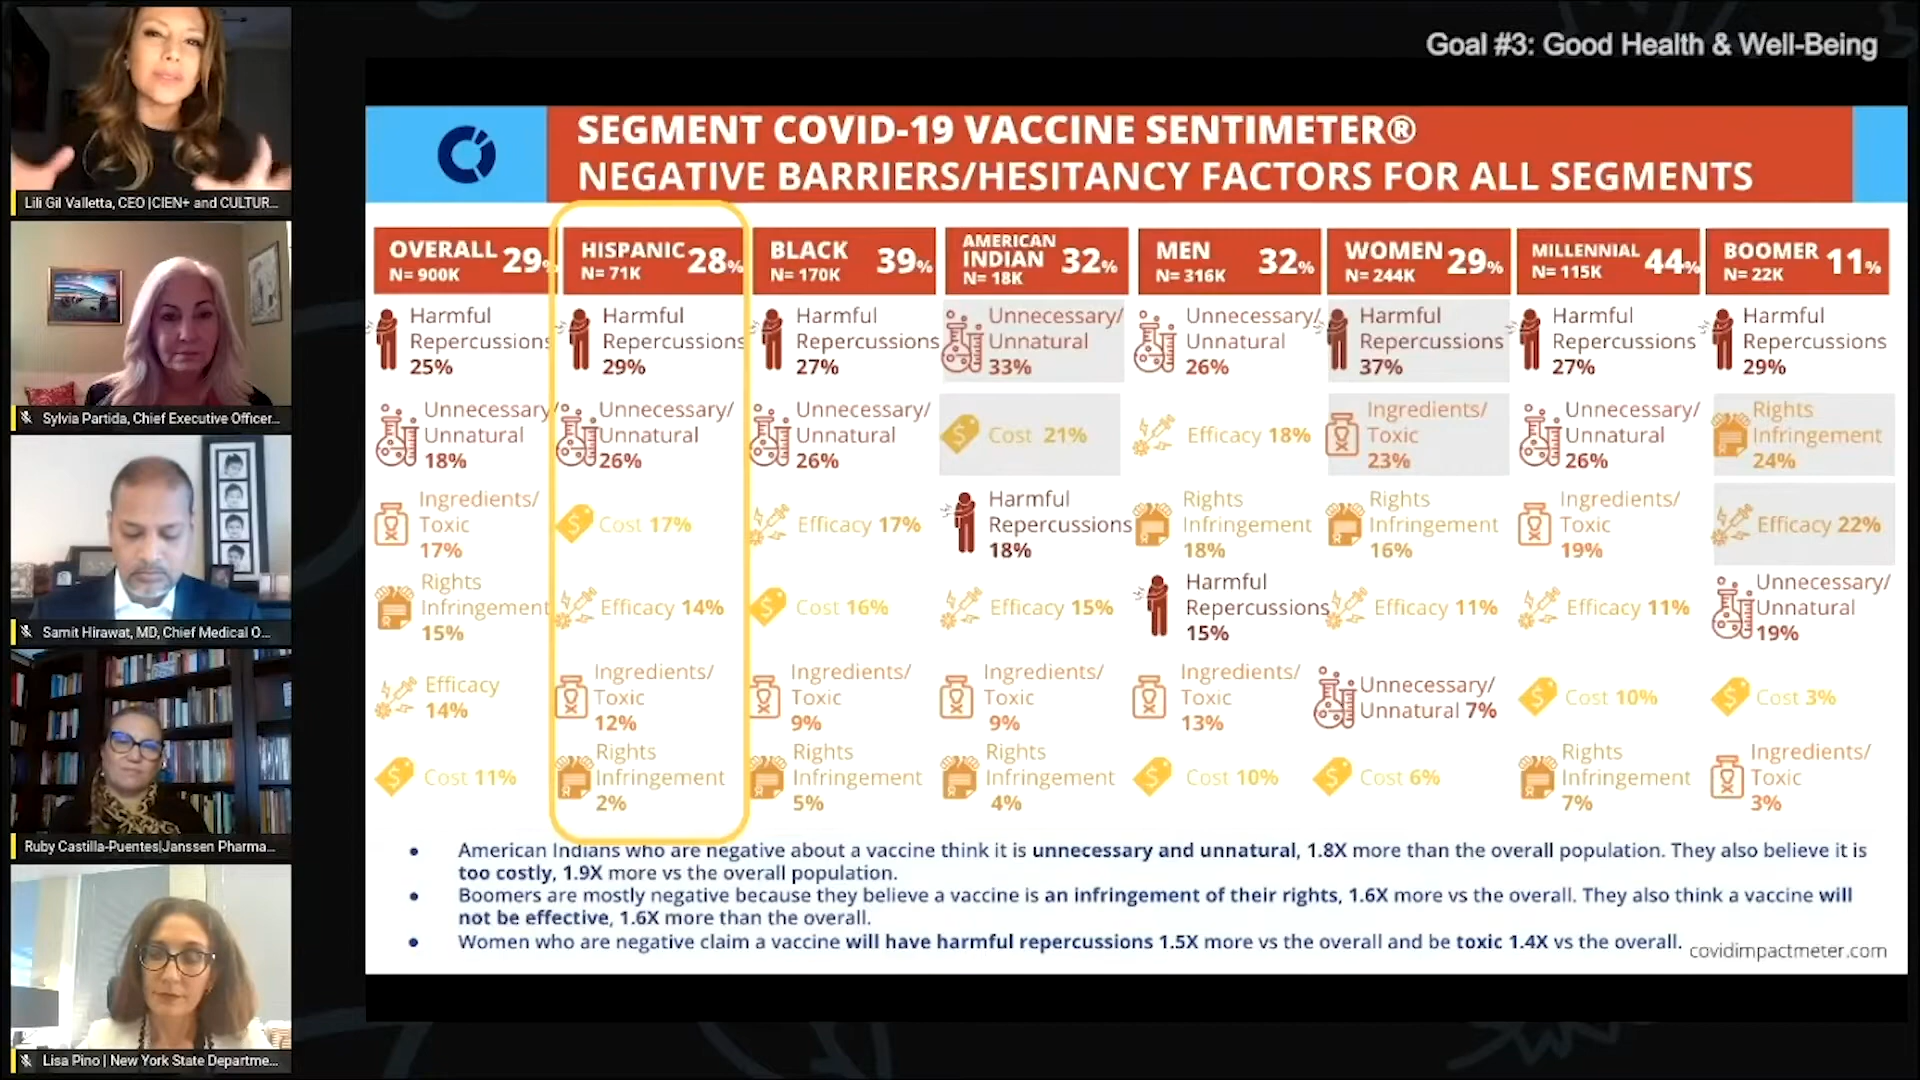 Goal #3: Good Health & Well-Being
Lili Gil Valletta, CEO |CIEN+ and CULTUR...
Sylvia Partida, Chief Executive Officer...
Samit Hirawat, MD, Chief Medical O...
Ruby Castilla-Puentes|Janssen Pharma...
Lisa Pino | New York State Departme...
SEGMENT COVID-19 VACCINE SENTIMETER®
NEGATIVE BARRIERS/HESITANCY FACTORS FOR ALL SEGMENTS
OVERALL 29%
N= 900K
Harmful
Repercussions
25%
Unnecessary/
Unnatural
18%
Ingredients/
Toxic
17%
Rights
Infringement
15%
Efficacy
14%
Cost 11%
HISPANIC 28%
N= 71K
Harmful
Repercussions
29%
Unnecessary/
Unnatural
26%
Cost 17%
Efficacy 14%
Ingredients/
Toxic
12%
Rights
Infringement
2%
BLACK 39%
N= 170K
Harmful
Repercussions
27%
Unnecessary/
Unnatural
26%
Efficacy 17%
Cost 16%
Ingredients/
Toxic
9%
Rights
Infringement
5%
AMERICAN
INDIAN 32%
N= 18K
Unnecessary/
Unnatural
33%
Cost 21%
Harmful
Repercussions
18%
Efficacy 15%
Ingredients/
Toxic
9%
Rights
Infringement
4%
MEN 32%
N= 316K
Unnecessary/
Unnatural
26%
Efficacy 18%
Rights
Infringement
18%
Harmful
Repercussions
15%
Ingredients/
Toxic
13%
Cost 10%
WOMEN 29%
N= 244K
Harmful
Repercussions
37%
Ingredients/
Toxic
23%
Rights
Infringement
16%
Efficacy 11%
Unnecessary/
Unnatural 7%
Cost 6%
MILLENNIAL 44%
N= 115K
Harmful
Repercussions
27%
Unnecessary/
Unnatural
26%
Ingredients/
Toxic
19%
Efficacy 11%
Cost 10%
Rights
Infringement
7%
BOOMER 11%
N= 22K
Harmful
Repercussions
29%
Rights
Infringement
24%
Efficacy 22%
Unnecessary/
Unnatural
19%
Cost 3%
Ingredients/
Toxic
3%
• American Indians who are negative about a vaccine think it is unnecessary and unnatural, 1.8X more than the overall population. They also believe it is
too costly, 1.9X more vs the overall population.
• Boomers are mostly negative because they believe a vaccine is an infringement of their rights, 1.6X more vs the overall. They also think a vaccine will
not be effective, 1.6X more than the overall.
• Women who are negative claim a vaccine will have harmful repercussions 1.5X more vs the overall and be toxic 1.4X vs the overall.
covidimpactmeter.com